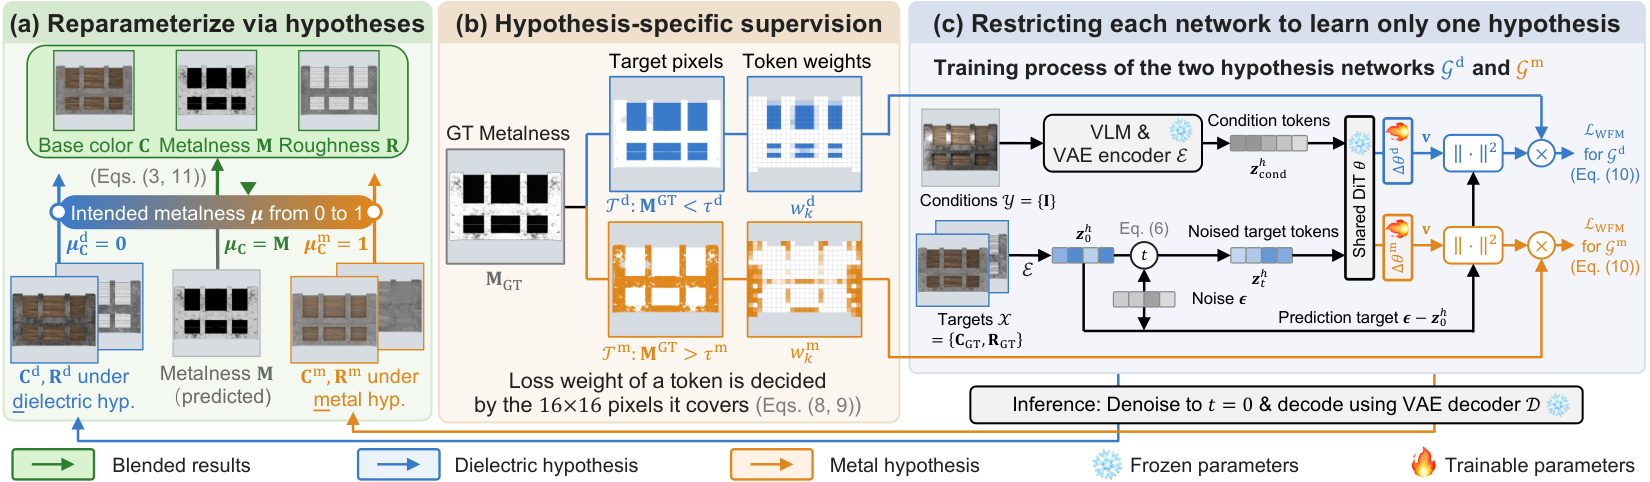 (a) Reparameterize via hypotheses
Base color C Metalness M Roughness R
(Eqs. (3, 11))
Intended metalness μ from 0 to 1
μ_C^d = 0
μ_C = M
μ_C^m = 1
C^d, R^d under
dielectric hyp.
Metalness M
(predicted)
C^m, R^m under
metal hyp.
(b) Hypothesis-specific supervision
Target pixels
Token weights
GT Metalness
M_GT
𝒯^d: M^GT < τ^d
w_k^d
𝒯^m: M^GT > τ^m
w_k^m
Loss weight of a token is decided
by the 16×16 pixels it covers (Eqs. (8, 9))
(c) Restricting each network to learn only one hypothesis
Training process of the two hypothesis networks 𝒢^d and 𝒢^m
Conditions 𝒴 = {I}
VLM &
VAE encoder ℰ
Condition tokens
z_cond^h
Shared DiT θ
Δθ^d
v
‖ · ‖²
×
ℒ_WFM
for 𝒢^d
(Eq. (10))
Targets 𝒳
= {C_GT, R_GT}
ℰ
z_0^h
Eq. (6)
t
Noise ϵ
Noised target tokens
z_t^h
Δθ^m
v
‖ · ‖²
×
ℒ_WFM
for 𝒢^m
(Eq. (10))
Prediction target ϵ − z_0^h
Inference: Denoise to t = 0 & decode using VAE decoder 𝒟
Blended results
Dielectric hypothesis
Metal hypothesis
Frozen parameters
Trainable parameters